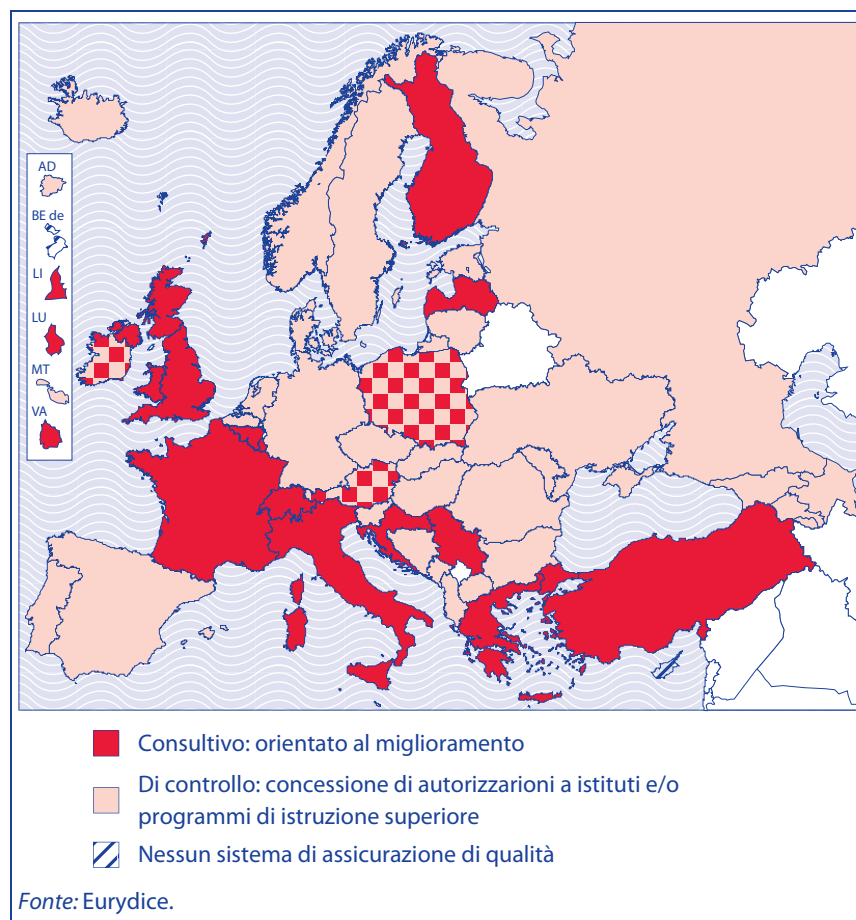 AD
BE de
LI
LU
MT
VA
Consultivo: orientato al miglioramento
Di controllo: concessione di autorizzarioni a istituti e/o
programmi di istruzione superiore
Nessun sistema di assicurazione di qualità
Fonte: Eurydice.